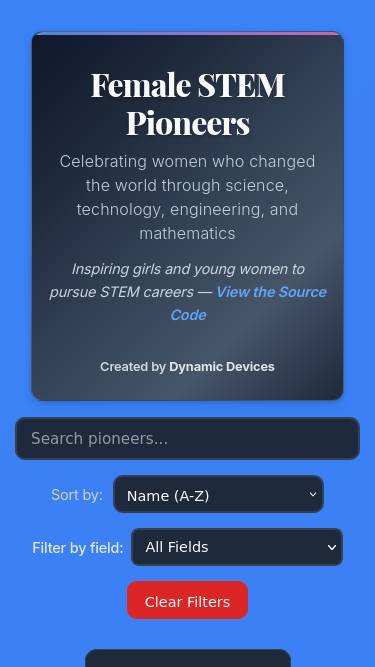 Female STEM
Pioneers
Celebrating women who changed
the world through science,
technology, engineering, and
mathematics
Inspiring girls and young women to
pursue STEM careers — View the Source
Code
Created by Dynamic Devices
Search pioneers...
Sort by: Name (A-Z)
Filter by field: All Fields
Clear Filters